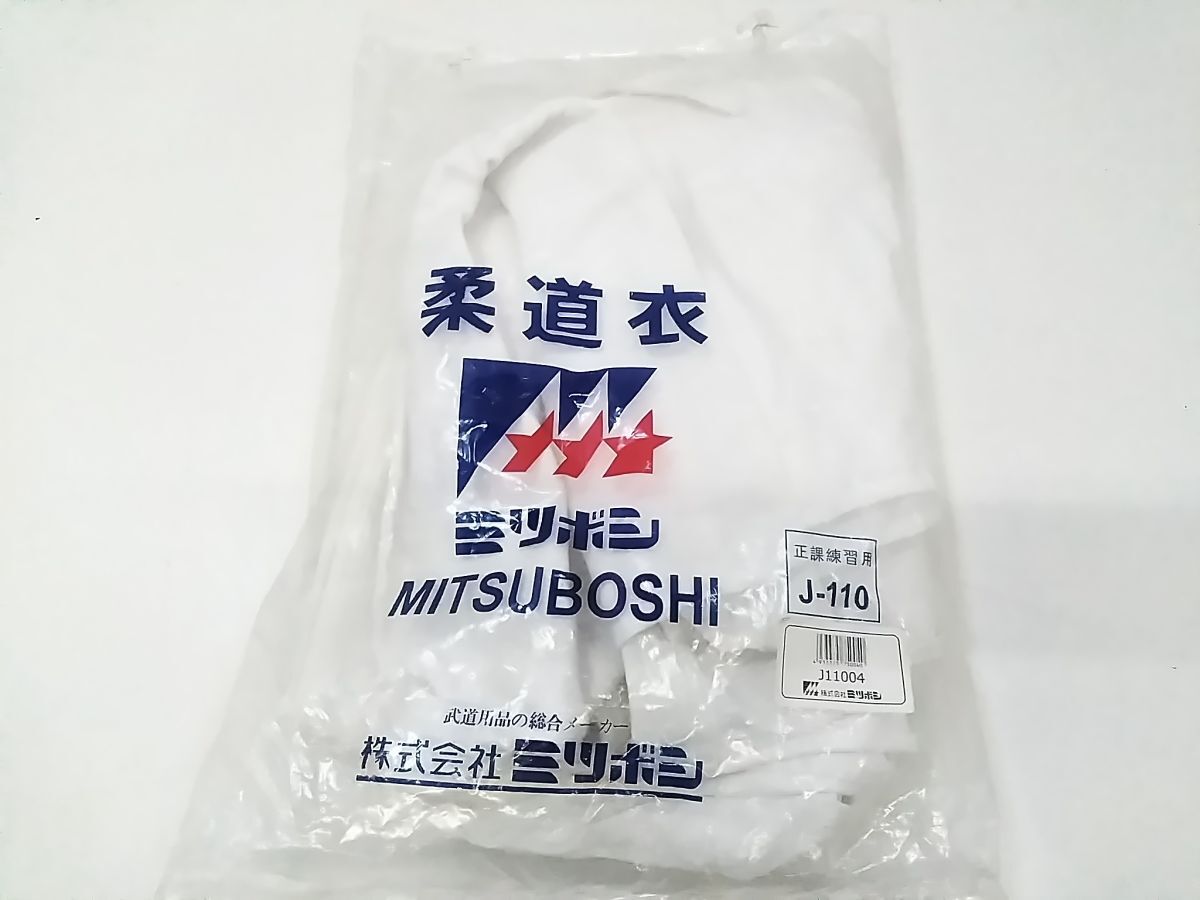 柔道衣
ミツボシ
MITSUBOSHI
正課練習用
J-110
J11004
株式会社ミツボシ
武道用品の総合メーカー
株式会社 ミツボシ